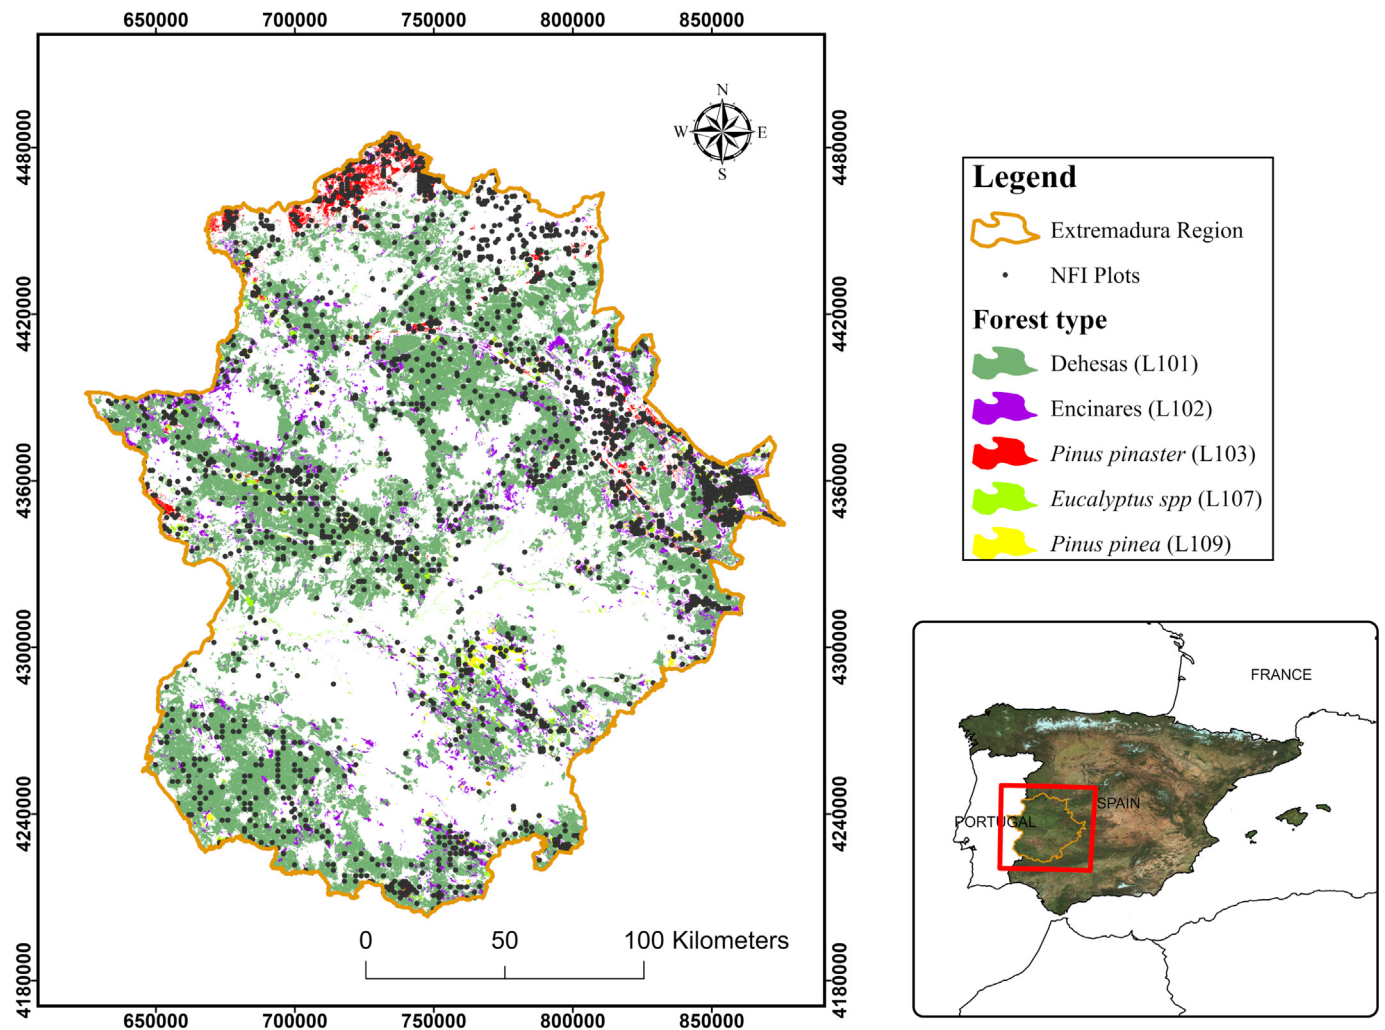 650000 700000 750000 800000 850000
N
W E
S
4480000 4480000
4420000 4420000
4360000 4360000
4300000 4300000
4240000 4240000
4180000 4180000
0 50 100 Kilometers
650000 700000 750000 800000 850000
Legend
Extremadura Region
NFI Plots
Forest type
Dehesas (L101)
Encinares (L102)
Pinus pinaster (L103)
Eucalyptus spp (L107)
Pinus pinea (L109)
FRANCE
SPAIN
PORTUGAL